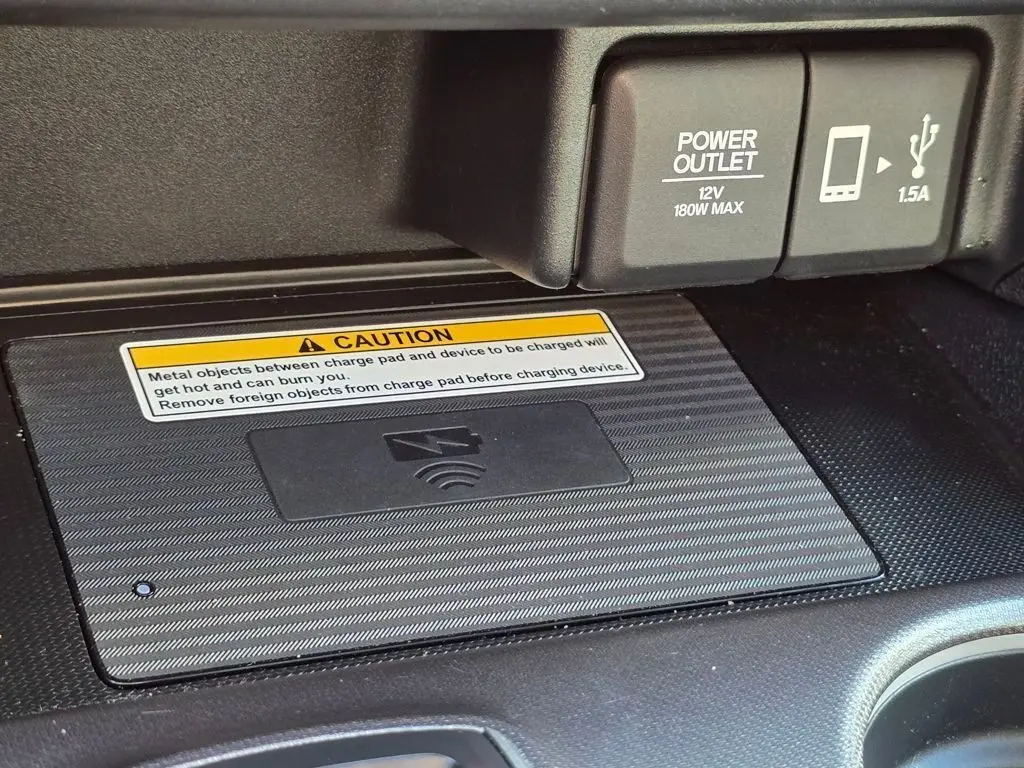 POWER
OUTLET
12V
180W MAX
1.5A
CAUTION
Metal objects between charge pad and device to be charged will
get hot and can burn you.
Remove foreign objects from charge pad before charging device.